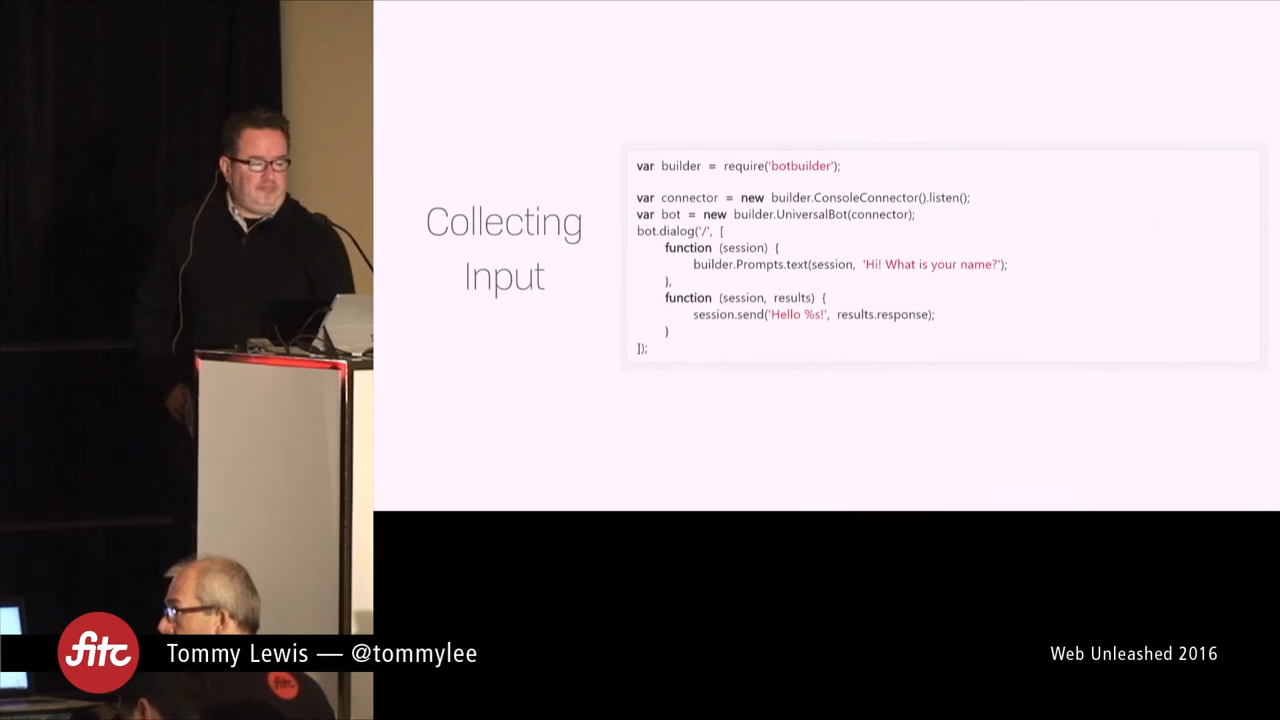 Collecting
Input
var builder = require('botbuilder');
var connector = new builder.ConsoleConnector().listen();
var bot = new builder.UniversalBot(connector);
bot.dialog('/', [
function (session) {
builder.Prompts.text(session, 'Hi! What is your name?');
},
function (session, results) {
session.send('Hello %s!', results.response);
}
]);
fitc
Tommy Lewis — @tommylee
Web Unleashed 2016
fitc